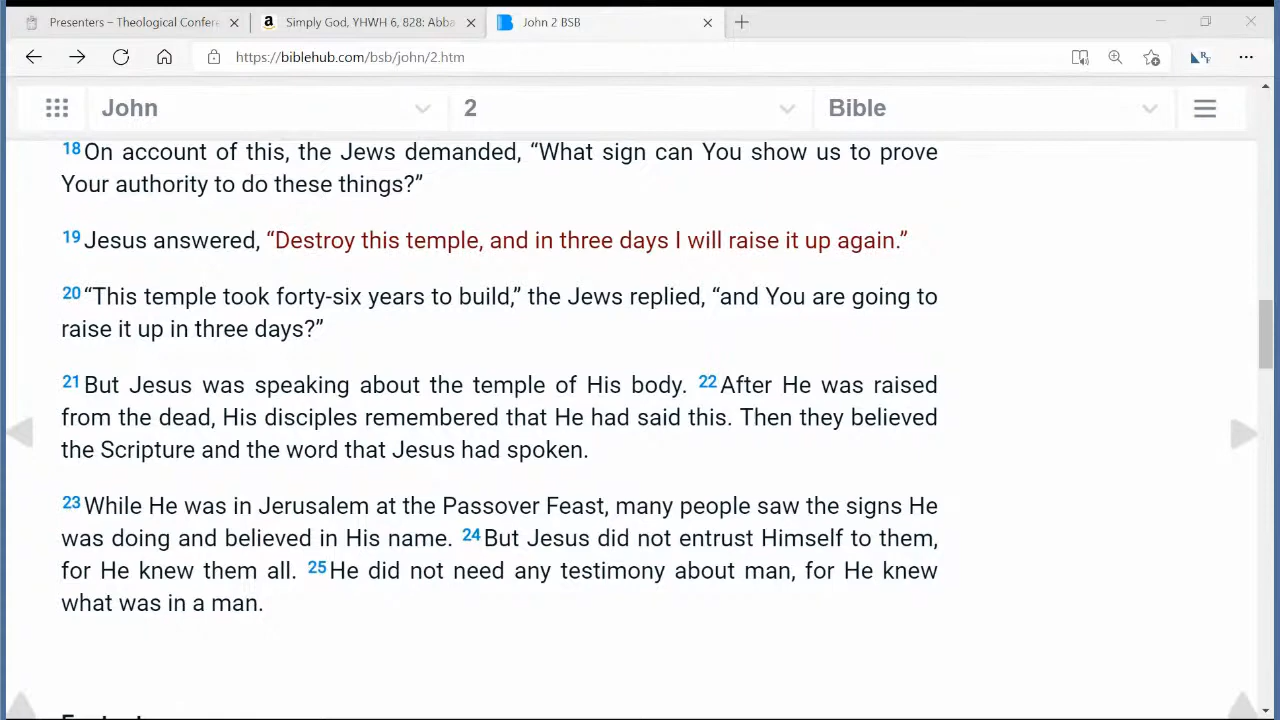 Presenters – Theological Confere
Simply God, YHWH 6, 828: Abba
John 2 BSB
https://biblehub.com/bsb/john/2.htm
John 2 Bible
18 On account of this, the Jews demanded, “What sign can You show us to prove
Your authority to do these things?”
19 Jesus answered, “Destroy this temple, and in three days I will raise it up again.”
20 “This temple took forty-six years to build,” the Jews replied, “and You are going to
raise it up in three days?”
21 But Jesus was speaking about the temple of His body. 22 After He was raised
from the dead, His disciples remembered that He had said this. Then they believed
the Scripture and the word that Jesus had spoken.
23 While He was in Jerusalem at the Passover Feast, many people saw the signs He
was doing and believed in His name. 24 But Jesus did not entrust Himself to them,
for He knew them all. 25 He did not need any testimony about man, for He knew
what was in a man.